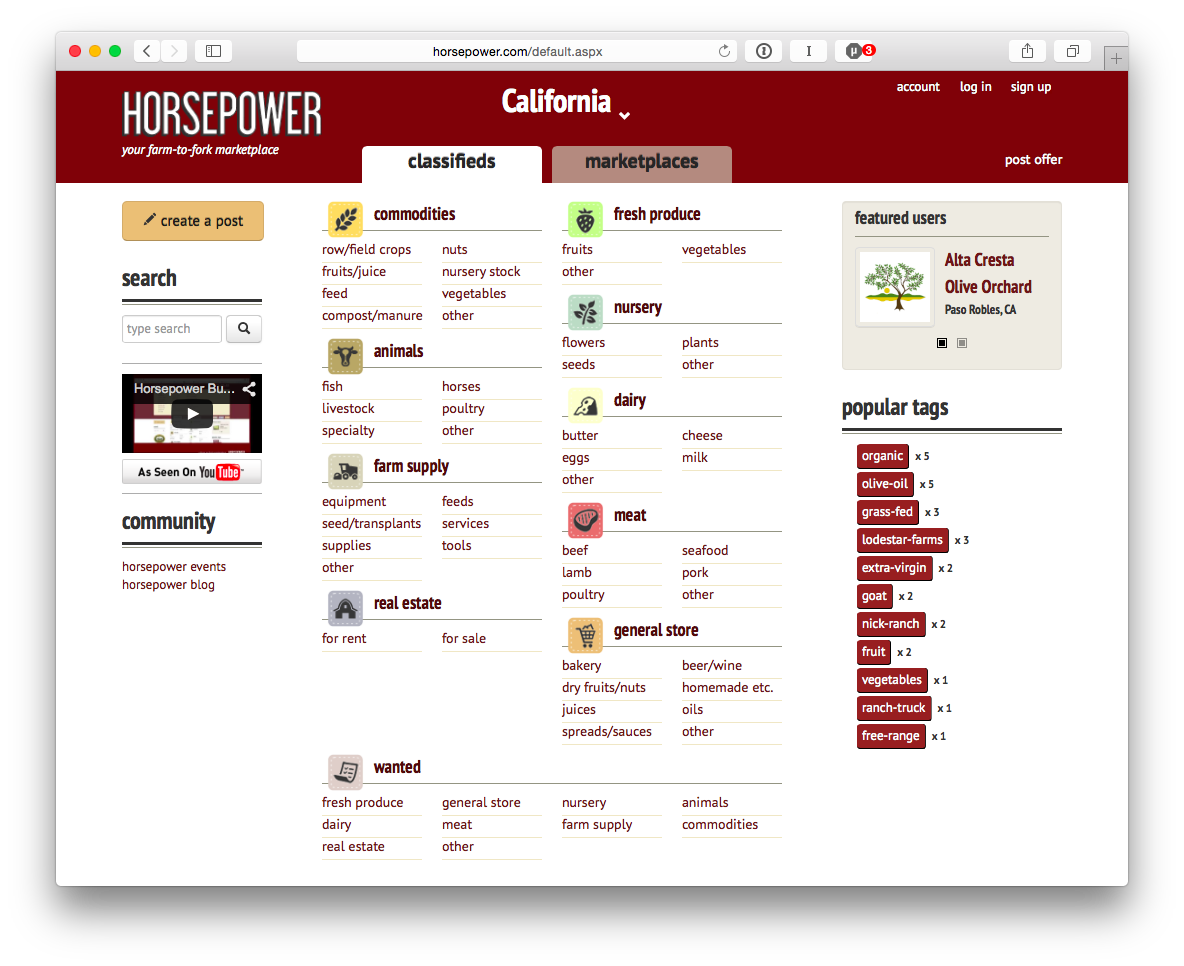 horsepower.com/default.aspx
3
HORSEPOWER
your farm-to-fork marketplace
California
account log in sign up
classifieds
marketplaces
post offer
create a post
search
type search
Horsepower Bu...
As Seen On YouTube
community
horsepower events
horsepower blog
commodities
row/field crops nuts
fruits/juice nursery stock
feed vegetables
compost/manure other
animals
fish horses
livestock poultry
specialty other
farm supply
equipment feeds
seed/transplants services
supplies tools
other
real estate
for rent for sale
fresh produce
fruits vegetables
other
nursery
flowers plants
seeds other
dairy
butter cheese
eggs milk
other
meat
beef seafood
lamb pork
poultry other
general store
bakery beer/wine
dry fruits/nuts homemade etc.
juices oils
spreads/sauces other
wanted
fresh produce general store nursery animals
dairy meat farm supply commodities
real estate other
featured users
Alta Cresta
Olive Orchard
Paso Robles, CA
popular tags
organic x 5
olive-oil x 5
grass-fed x 3
lodestar-farms x 3
extra-virgin x 2
goat x 2
nick-ranch x 2
fruit x 2
vegetables x 1
ranch-truck x 1
free-range x 1